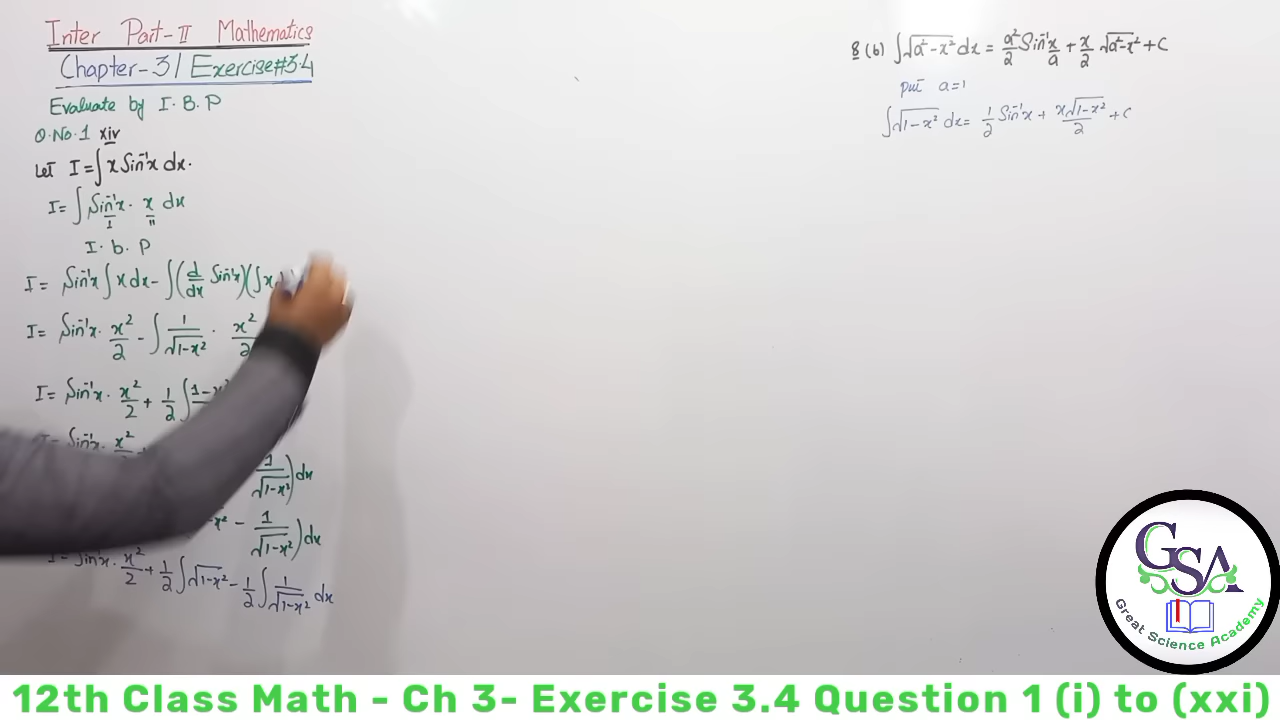 Inter Part-II Mathematics
Chapter-3 / Exercise#3.4
Evaluate by I.B.P
Q.No.1 xiv
Let I = ∫ x Sin⁻¹x dx.
I = ∫ Sin⁻¹x . x dx
I II
I.b.P
I = Sin⁻¹x ∫ x dx - ∫ (d/dx Sin⁻¹x)(∫ x
I = Sin⁻¹x . x²/2 - ∫ 1/√1-x² . x²/2
I = Sin⁻¹x . x²/2 + 1/2 ∫ 1-x²
I = Sin⁻¹x . x²/2
1/√1-x²) dx
- 1/√1-x²) dx
I = Sin⁻¹x . x²/2 + 1/2 ∫ √1-x² - 1/2 ∫ 1/√1-x² dx
8 (b) ∫ √a²-x² dx = a²/2 Sin⁻¹ x/a + x/2 √a²-x² + C
put a=1
∫ √1-x² dx = 1/2 Sin⁻¹x + x√1-x²/2 + C
GSA
Great Science Academy
12th Class Math - Ch 3- Exercise 3.4 Question 1 (i) to (xxi)